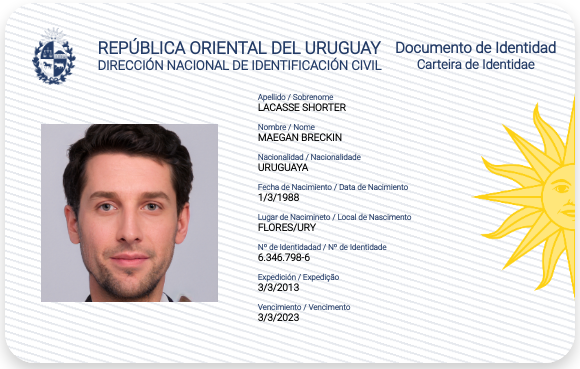 REPÚBLICA ORIENTAL DEL URUGUAY
DIRECCIÓN NACIONAL DE IDENTIFICACIÓN CIVIL
Documento de Identidad
Carteira de Identidae
Apellido / Sobrenome
LACASSE SHORTER
Nombre / Nome
MAEGAN BRECKIN
Nacionalidad / Nacionalidade
URUGUAYA
Fecha de Nacimiento / Data de Nacimiento
1/3/1988
Lugar de Nacimineto / Local de Nascimento
FLORES/URY
Nº de Identidadad / Nº de Identidade
6.346.798-6
Expedición / Expedição
3/3/2013
Vencimiento / Vencimento
3/3/2023